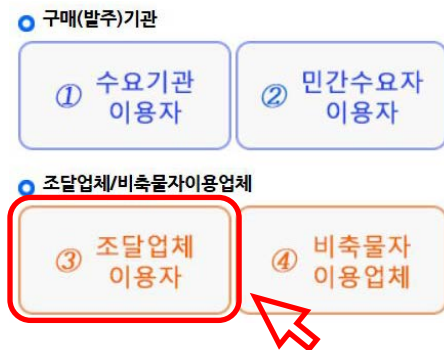 구매(발주)기관
① 수요기관
이용자
② 민간수요자
이용자
조달업체/비축물자이용업체
③ 조달업체
이용자
④ 비축물자
이용업체